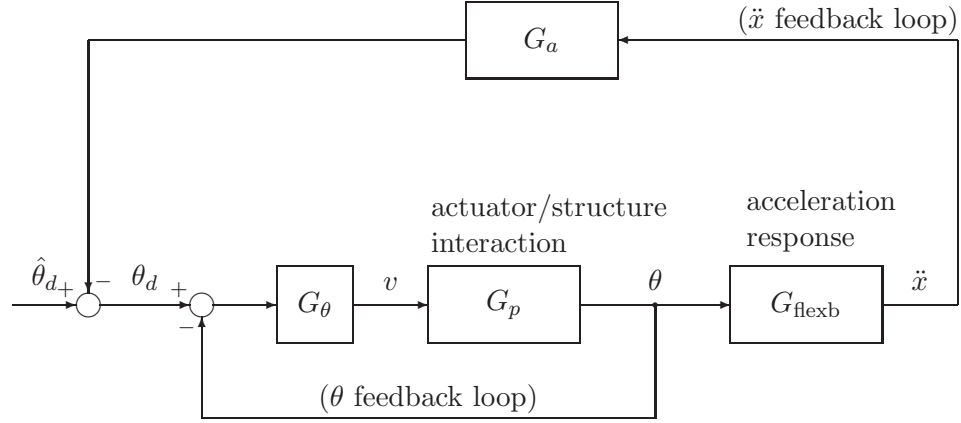 (ẍ feedback loop)
G_a
actuator/structure
interaction
acceleration
response
θ̂_d
+
−
θ_d
+
−
G_θ
v
G_p
θ
G_flexb
ẍ
(θ feedback loop)